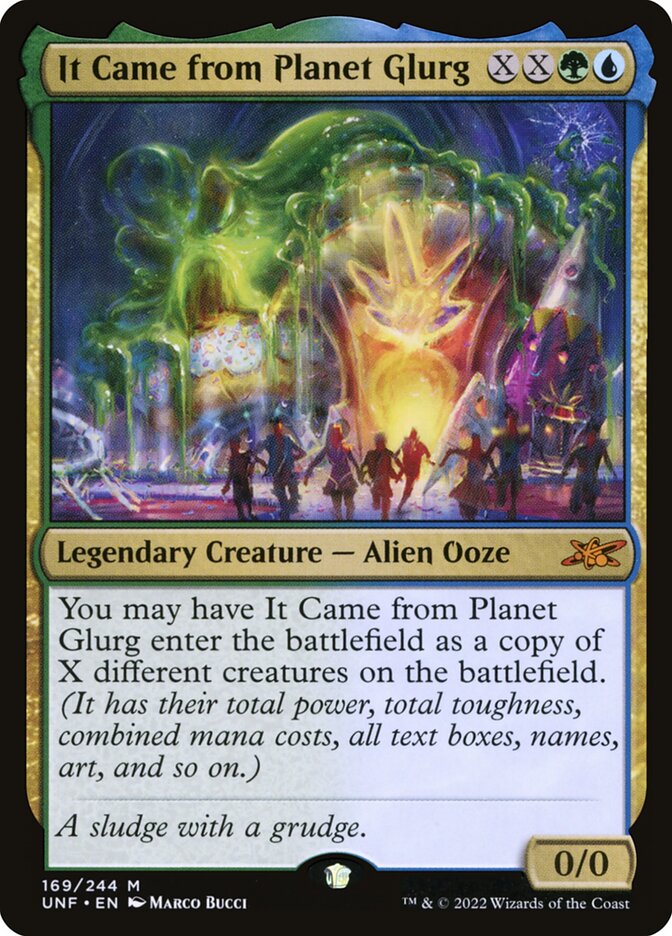 It Came from Planet Glurg XX
Legendary Creature — Alien Ooze
You may have It Came from Planet
Glurg enter the battlefield as a copy of
X different creatures on the battlefield.
(It has their total power, total toughness,
combined mana costs, all text boxes, names,
art, and so on.)
A sludge with a grudge.
0/0
169/244 M
UNF • EN Marco Bucci
™ & © 2022 Wizards of the Coast